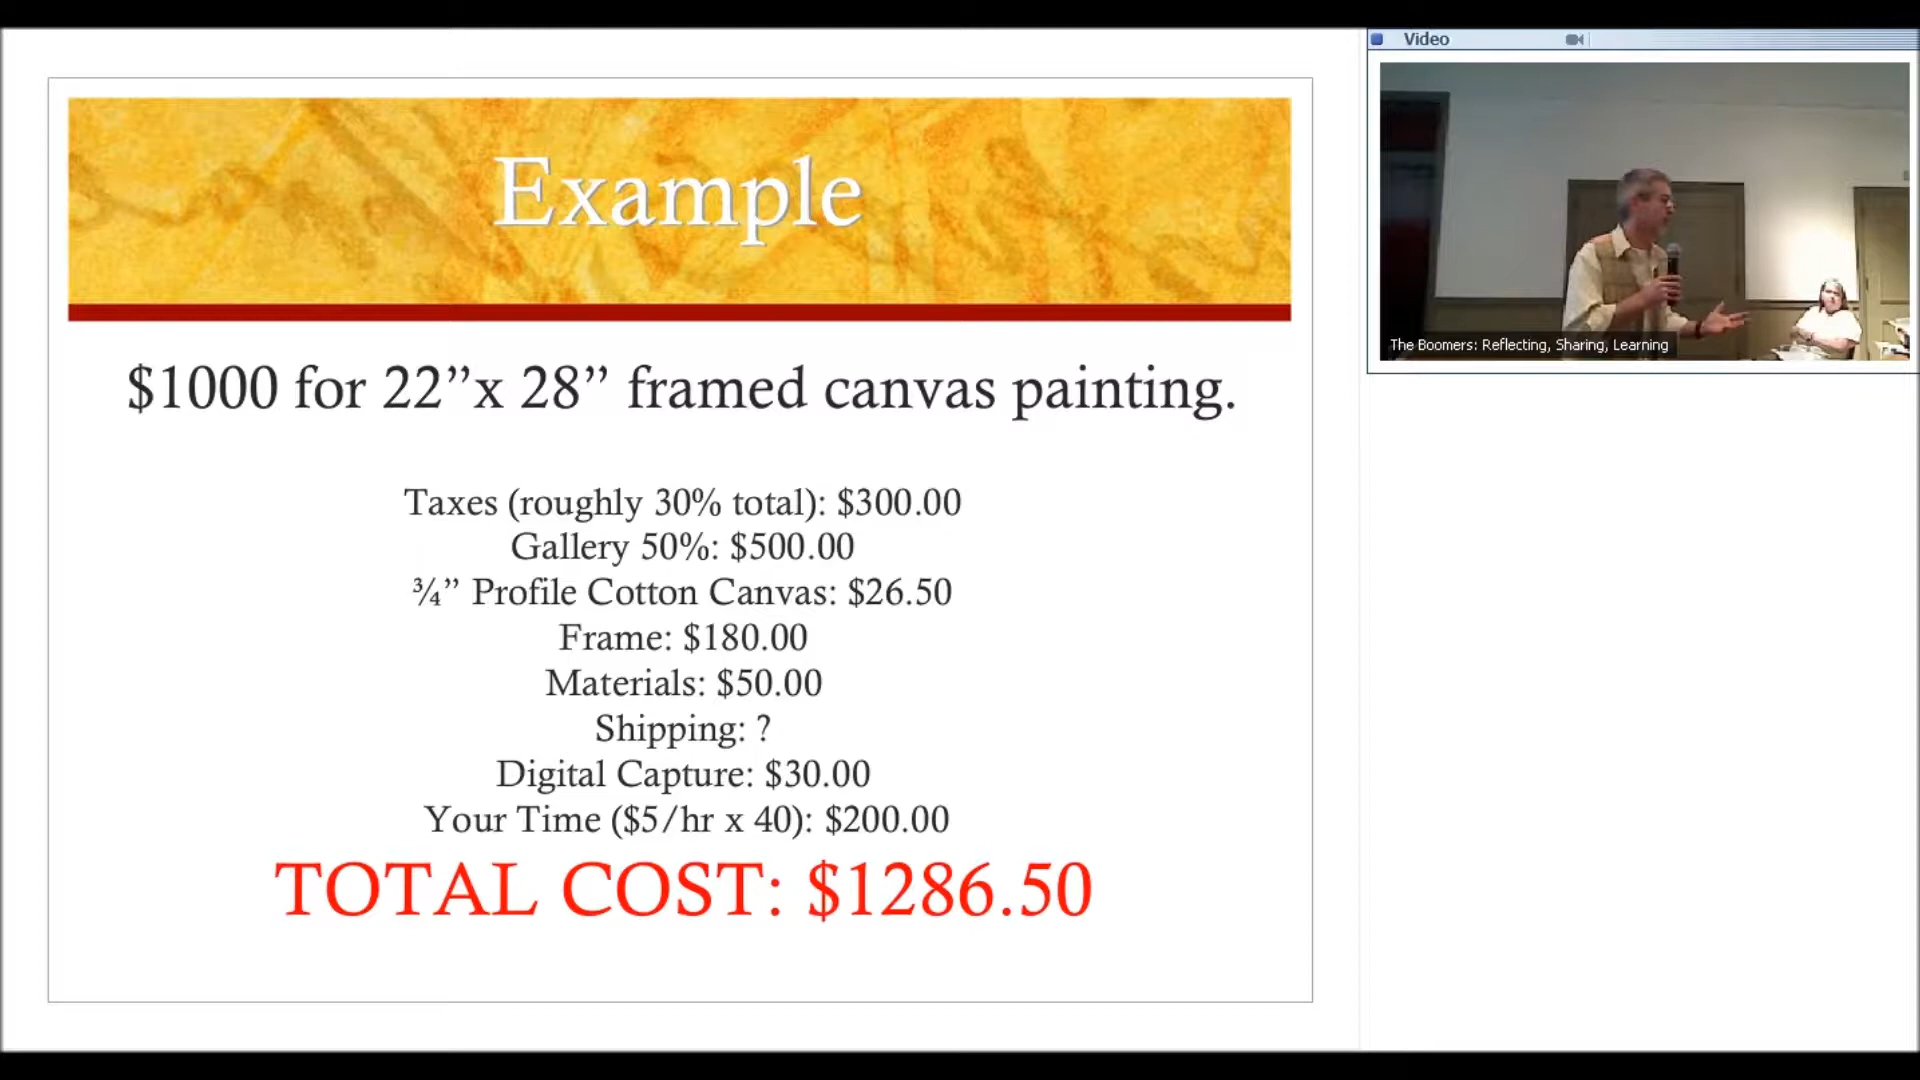 Example
$1000 for 22”x 28” framed canvas painting.
Taxes (roughly 30% total): $300.00
Gallery 50%: $500.00
¾” Profile Cotton Canvas: $26.50
Frame: $180.00
Materials: $50.00
Shipping: ?
Digital Capture: $30.00
Your Time ($5/hr x 40): $200.00
TOTAL COST: $1286.50
Video
The Boomers: Reflecting, Sharing, Learning